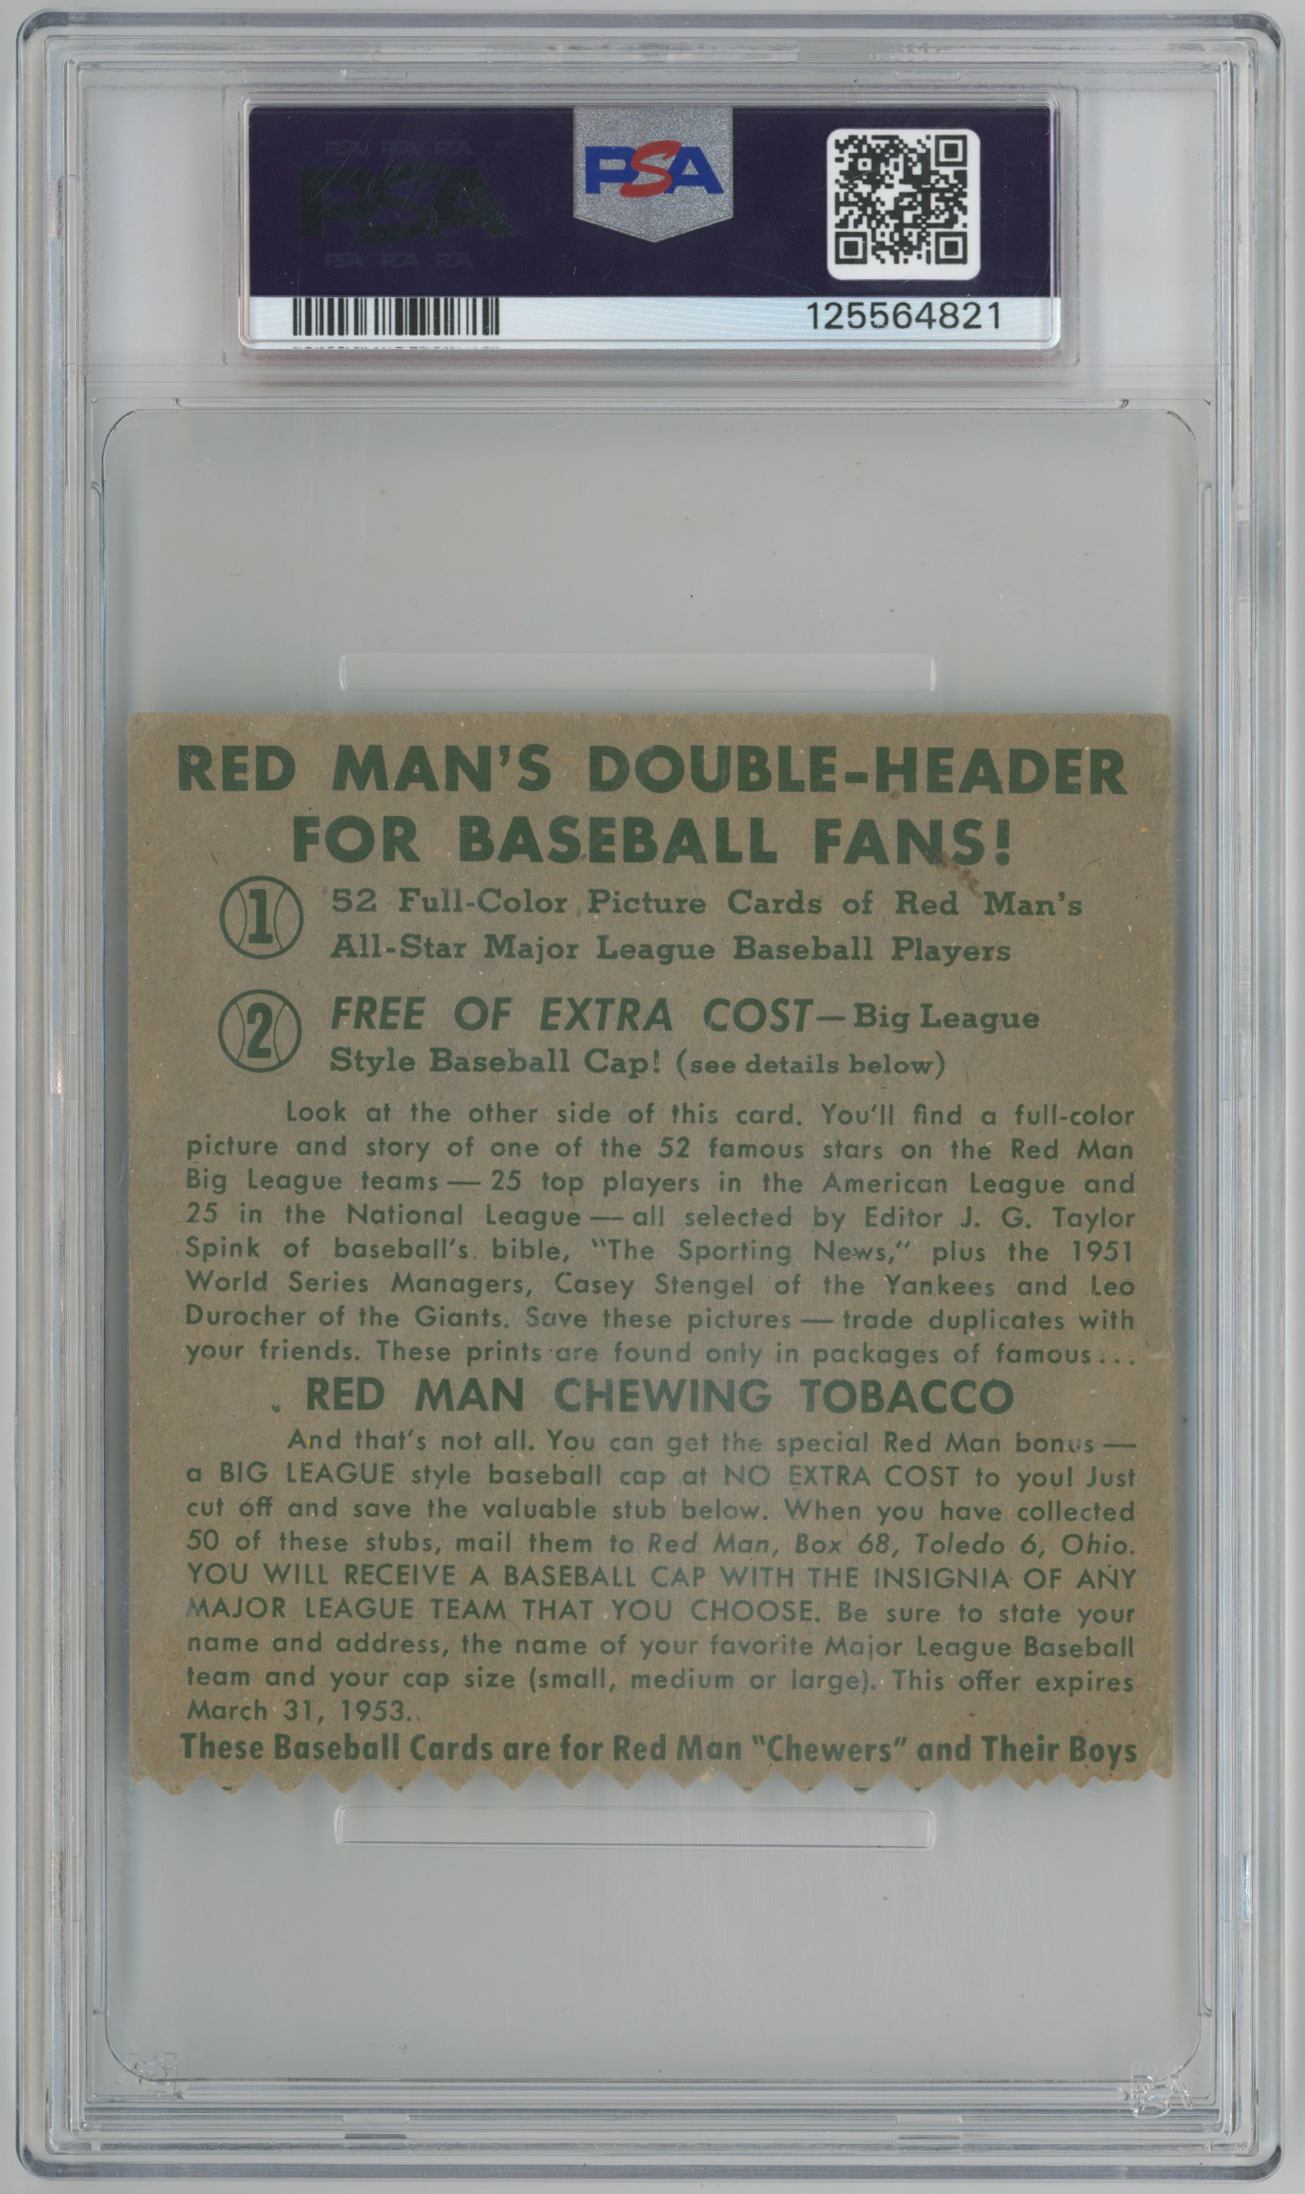 PSA PSA PSA
PSA
PSA PSA PSA
PSA
125564821
RED MAN'S DOUBLE-HEADER
FOR BASEBALL FANS!
1 52 Full-Color Picture Cards of Red Man's
All-Star Major League Baseball Players
2 FREE OF EXTRA COST—Big League
Style Baseball Cap! (see details below)
Look at the other side of this card. You'll find a full-color
picture and story of one of the 52 famous stars on the Red Man
Big League teams — 25 top players in the American League and
25 in the National League — all selected by Editor J. G. Taylor
Spink of baseball's bible, "The Sporting News," plus the 1951
World Series Managers, Casey Stengel of the Yankees and Leo
Durocher of the Giants. Save these pictures — trade duplicates with
your friends. These prints are found only in packages of famous...
RED MAN CHEWING TOBACCO
And that's not all. You can get the special Red Man bonus —
a BIG LEAGUE style baseball cap at NO EXTRA COST to you! Just
cut off and save the valuable stub below. When you have collected
50 of these stubs, mail them to Red Man, Box 68, Toledo 6, Ohio.
YOU WILL RECEIVE A BASEBALL CAP WITH THE INSIGNIA OF ANY
MAJOR LEAGUE TEAM THAT YOU CHOOSE. Be sure to state your
name and address, the name of your favorite Major League Baseball
team and your cap size (small, medium or large). This offer expires
March 31, 1953.
These Baseball Cards are for Red Man "Chewers" and Their Boys
PSA